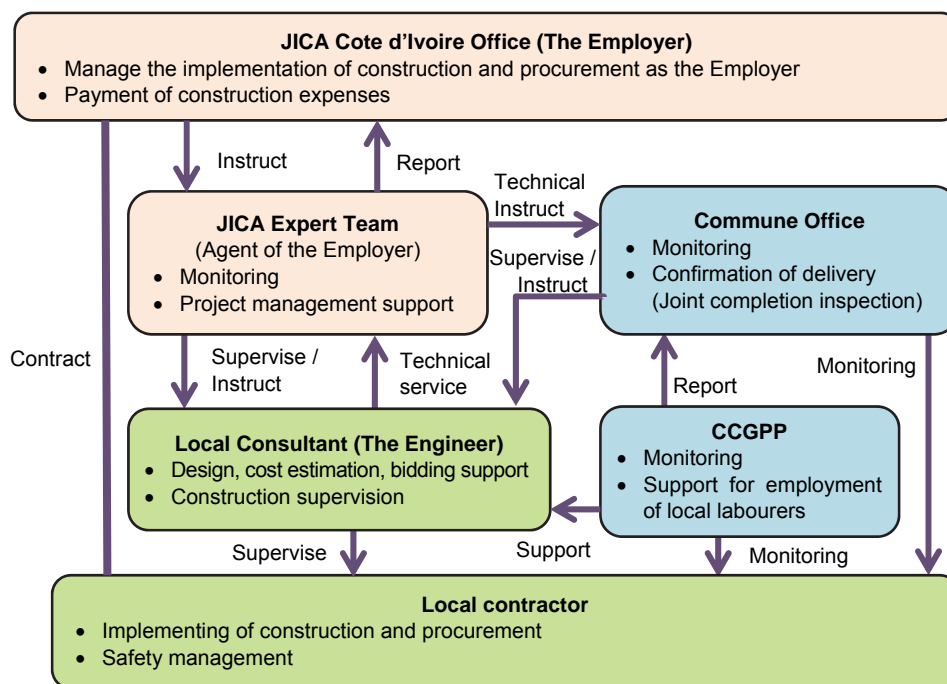 JICA Cote d'Ivoire Office (The Employer)
• Manage the implementation of construction and procurement as the Employer
• Payment of construction expenses
Instruct
Report
Technical
Instruct
JICA Expert Team
(Agent of the Employer)
• Monitoring
• Project management support
Commune Office
• Monitoring
• Confirmation of delivery
(Joint completion inspection)
Supervise /
Instruct
Contract
Supervise /
Instruct
Technical
service
Report
Monitoring
Local Consultant (The Engineer)
• Design, cost estimation, bidding support
• Construction supervision
CCGPP
• Monitoring
• Support for employment
of local labourers
Supervise
Support
Monitoring
Local contractor
• Implementing of construction and procurement
• Safety management